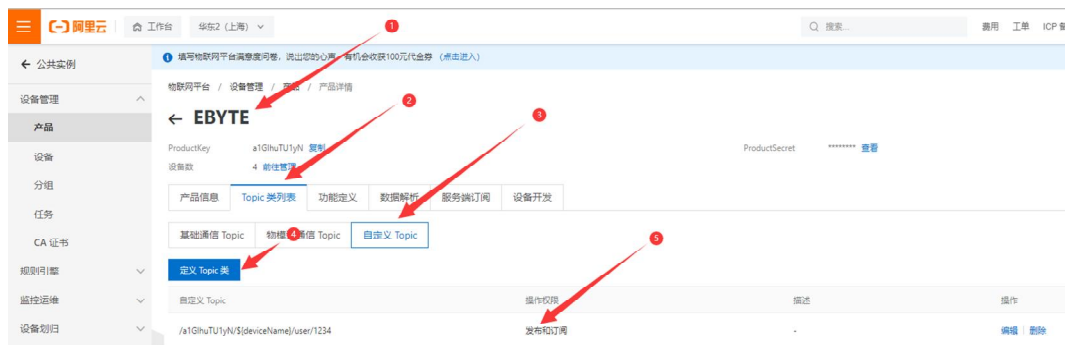 阿里云 工作台 华东2（上海） 搜索... 费用 工单 ICP
← 公共实例
填写物联网平台满意度问卷，说出您的心声，有机会收获100元代金券 (点击进入)
物联网平台 / 设备管理 / 产品 / 产品详情
← EBYTE
ProductKey a1GlhuTU1yN 复制 ProductSecret ******** 查看
设备数 4 前往管理
产品信息 Topic 类列表 功能定义 数据解析 服务端订阅 设备开发
基础通信 Topic 物模型通信 Topic 自定义 Topic
定义 Topic 类
自定义 Topic 操作权限 描述 操作
/a1GlhuTU1yN/${deviceName}/user/1234 发布和订阅 - 编辑 删除
设备管理
产品
设备
分组
任务
CA 证书
规则引擎
监控运维
设备划归
1
2
3
4
5